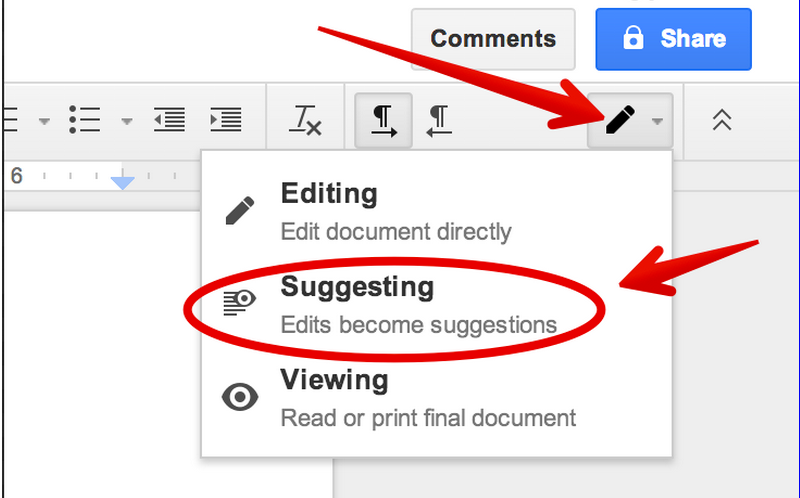 Comments
Share
6
Editing
Edit document directly
Suggesting
Edits become suggestions
Viewing
Read or print final document